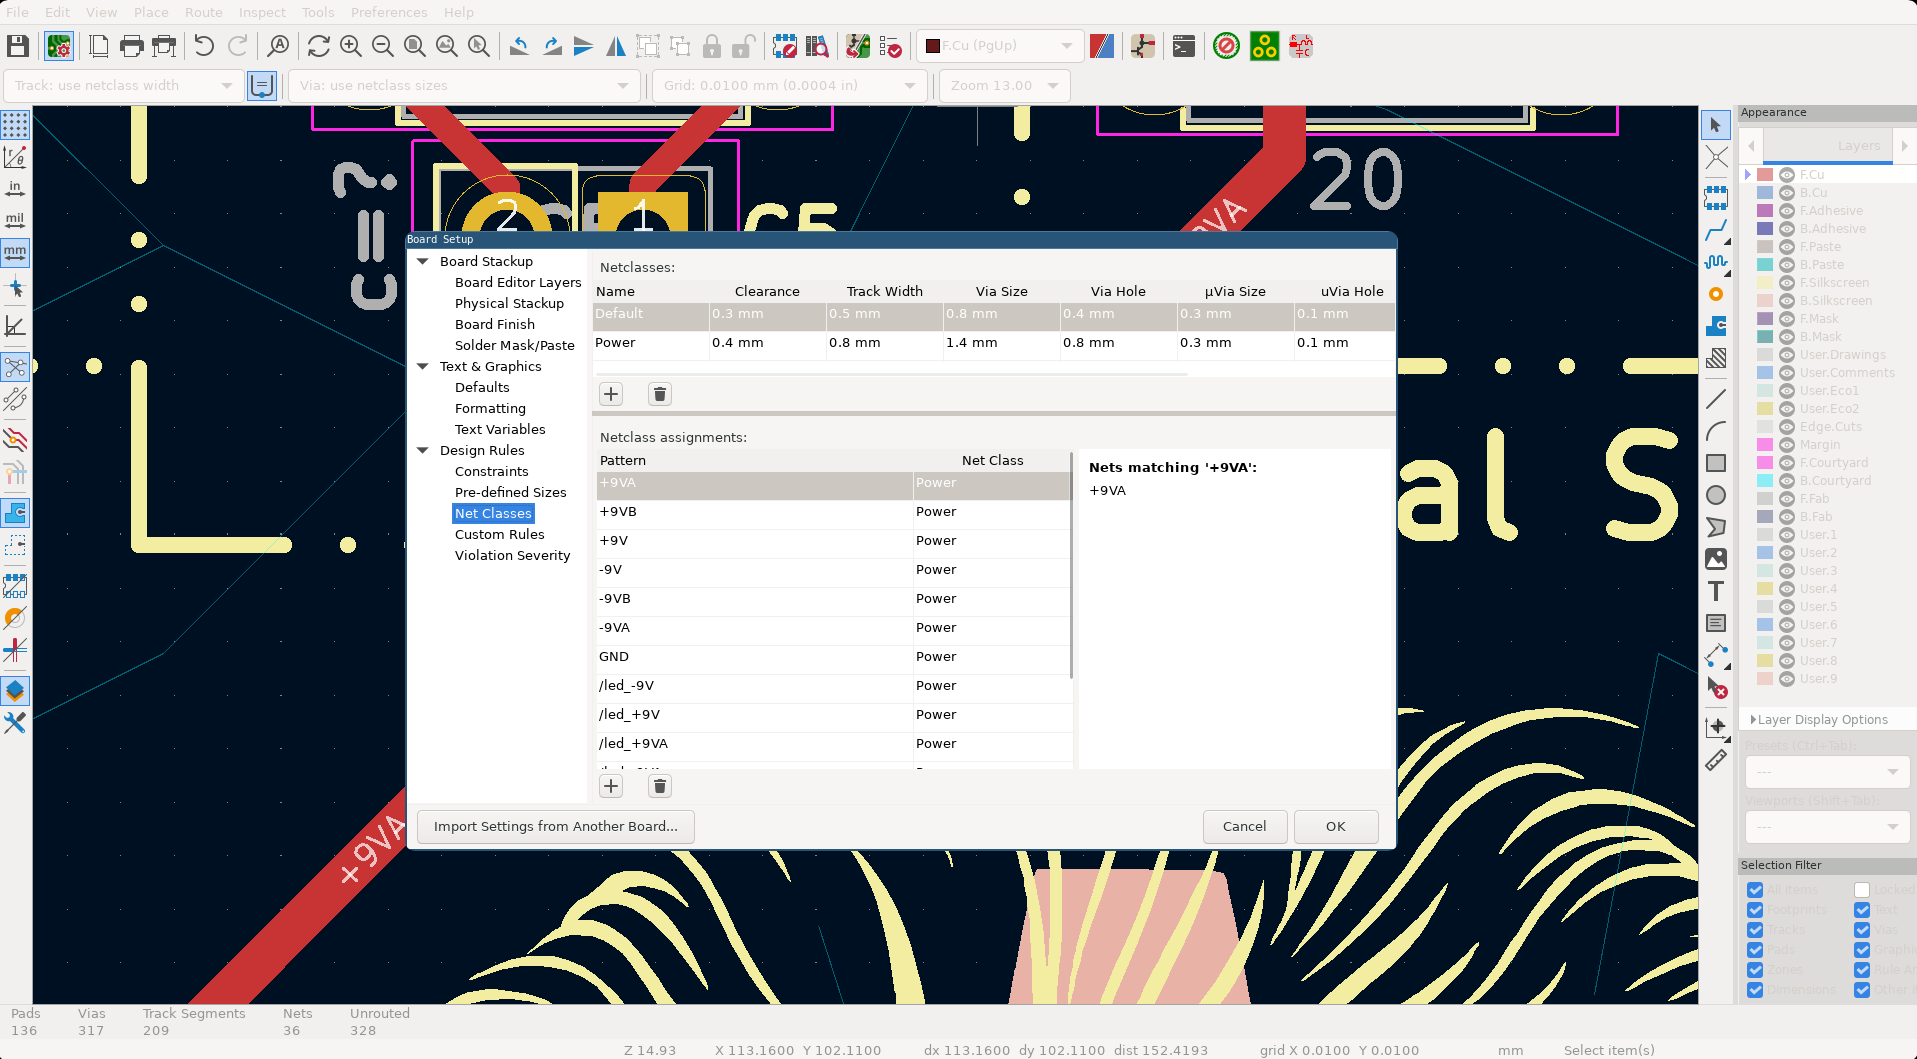 File Edit View Place Route Inspect Tools Preferences Help
F.Cu (PgUp)
Track: use netclass width
Via: use netclass sizes
Grid: 0.0100 mm (0.0004 in)
Zoom 13.00
in
mil
mm
2
1
C5
20
+9VA
al S
Board Setup
Board Stackup
Board Editor Layers
Physical Stackup
Board Finish
Solder Mask/Paste
Text & Graphics
Defaults
Formatting
Text Variables
Design Rules
Constraints
Pre-defined Sizes
Net Classes
Custom Rules
Violation Severity
Netclasses:
Name Clearance Track Width Via Size Via Hole µVia Size uVia Hole
Default 0.3 mm 0.5 mm 0.8 mm 0.4 mm 0.3 mm 0.1 mm
Power 0.4 mm 0.8 mm 1.4 mm 0.8 mm 0.3 mm 0.1 mm
Netclass assignments:
Pattern Net Class
+9VA Power
+9VB Power
+9V Power
-9V Power
-9VB Power
-9VA Power
GND Power
/led_-9V Power
/led_+9V Power
/led_+9VA Power
Nets matching '+9VA':
+9VA
Import Settings from Another Board...
Cancel
OK
Appearance
Layers
F.Cu
B.Cu
F.Adhesive
B.Adhesive
F.Paste
B.Paste
F.Silkscreen
B.Silkscreen
F.Mask
B.Mask
User.Drawings
User.Comments
User.Eco1
User.Eco2
Edge.Cuts
Margin
F.Courtyard
B.Courtyard
F.Fab
B.Fab
User.1
User.2
User.3
User.4
User.5
User.6
User.7
User.8
User.9
Layer Display Options
Presets (Ctrl+Tab):
---
Viewports (Shift+Tab):
---
Selection Filter
All items Locked
Footprints Text
Tracks Vias
Pads Graphi
Zones Rule Ar
Dimensions Other i
Pads Vias Track Segments Nets Unrouted
136 317 209 36 328
Z 14.93 X 113.1600 Y 102.1100 dx 113.1600 dy 102.1100 dist 152.4193 grid X 0.0100 Y 0.0100 mm Select item(s)